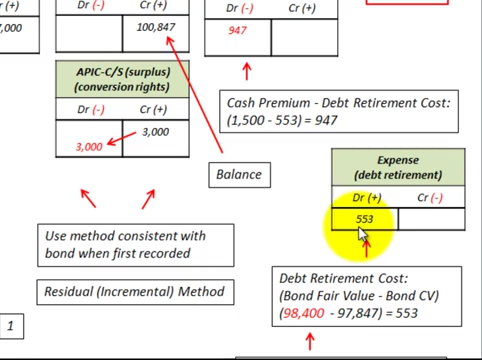 Dr (-)
Cr (+)
Dr (-)
Cr (+)
100,847
947
APIC-C/S (surplus)
(conversion rights)
Dr (-)
Cr (+)
3,000
3,000
Cash Premium - Debt Retirement Cost:
(1,500 - 553) = 947
Balance
Expense
(debt retirement)
Dr (+)
Cr (-)
553
Use method consistent with
bond when first recorded
Residual (Incremental) Method
Debt Retirement Cost:
(Bond Fair Value - Bond CV)
(98,400 - 97,847) = 553
1